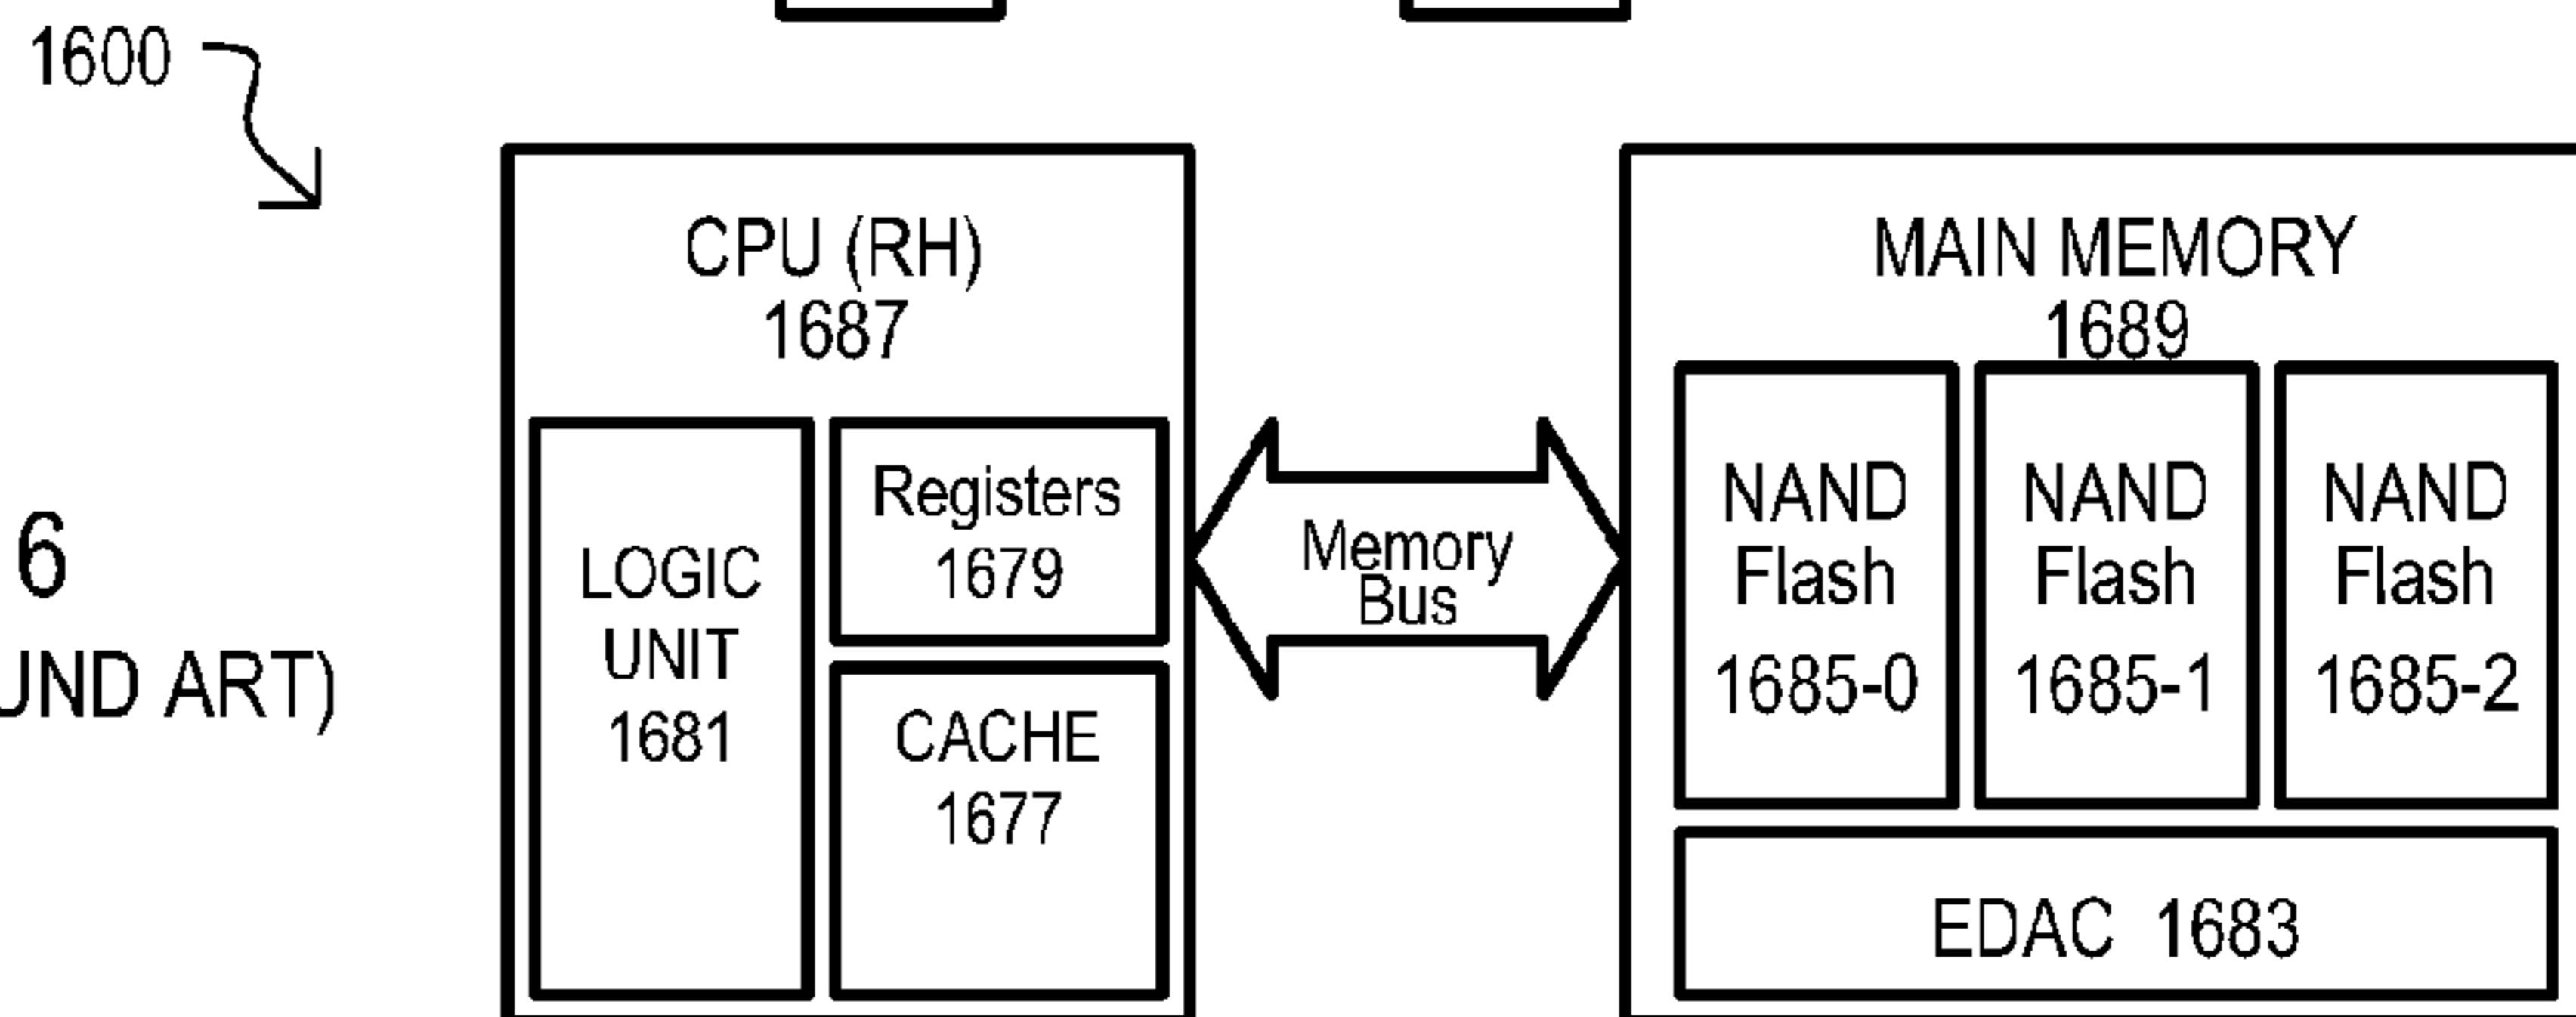 1600
CPU (RH)
1687
LOGIC
UNIT
1681
Registers
1679
CACHE
1677
Memory
Bus
MAIN MEMORY
1689
NAND
Flash
1685-0
NAND
Flash
1685-1
NAND
Flash
1685-2
EDAC 1683
6
UND ART)